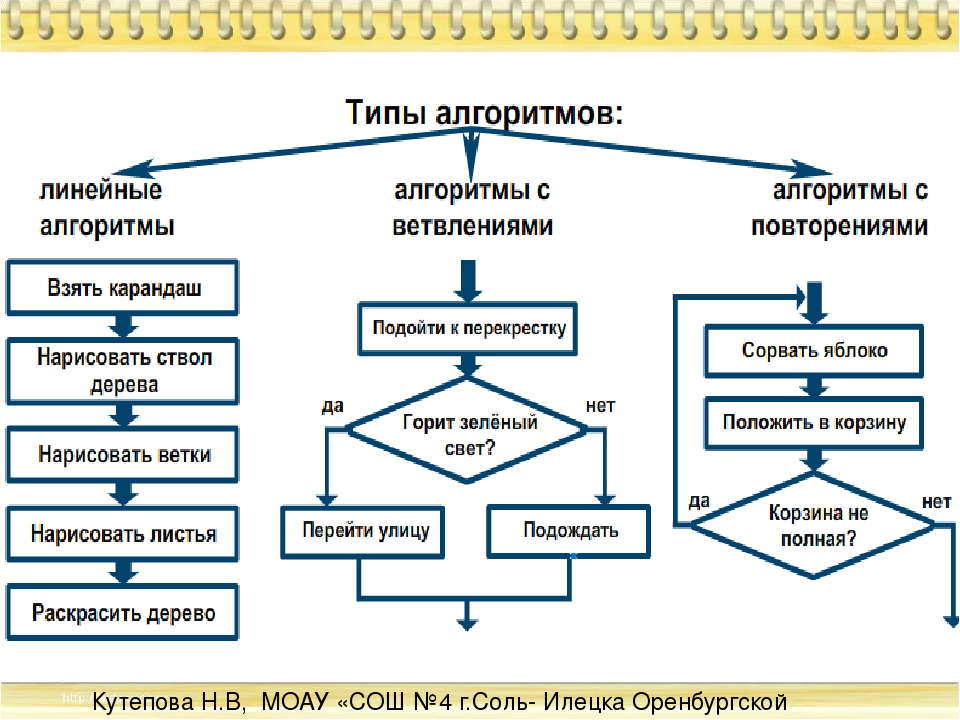 Типы алгоритмов:
линейные
алгоритмы
Взять карандаш
Нарисовать ствол
дерева
Нарисовать ветки
Нарисовать листья
Раскрасить дерево
алгоритмы с
ветвлениями
Подойти к перекрестку
да
нет
Горит зелёный
свет?
Перейти улицу
Подождать
алгоритмы с
повторениями
Сорвать яблоко
Положить в корзину
да
нет
Корзина не
полная?
Кутепова Н.В, МОАУ «СОШ №4 г.Соль- Илецка Оренбургской